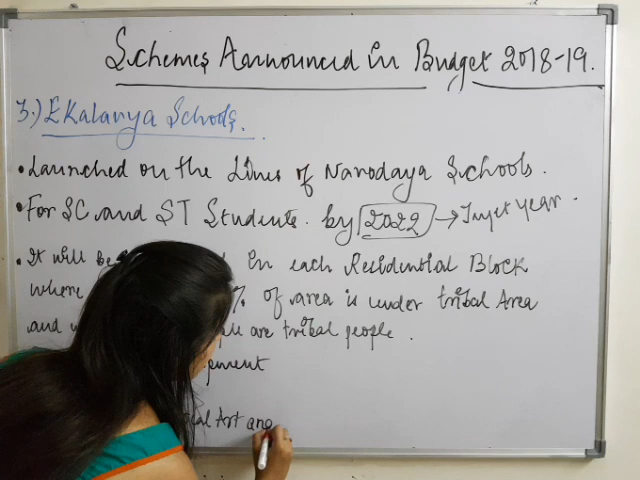 Schemes Announced in Budget 2018-19.
3.) Ekalavya Schools.
• Launched on the Lines of Navodaya Schools.
• For SC and ST Students. by 2022 → Target year.
• It will be in each Residential Block
where % of area is under tribal Area
and are tribal people.
Art and